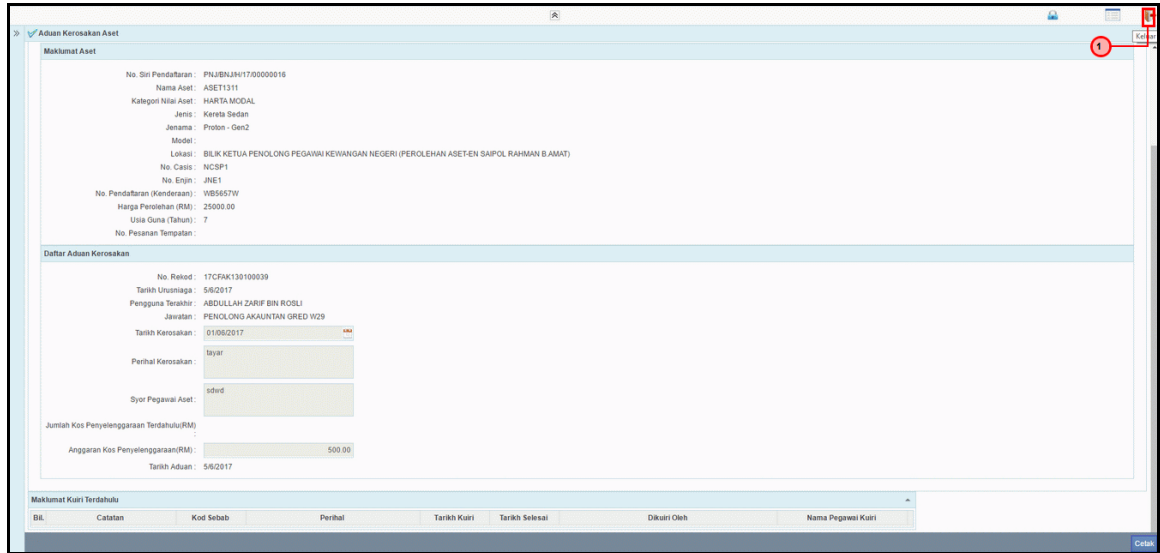 Keluar
1
Aduan Kerosakan Aset
Maklumat Aset
No. Siri Pendaftaran : PNJ/BNJ/H/17/00000016
Nama Aset : ASET1311
Kategori Nilai Aset : HARTA MODAL
Jenis : Kereta Sedan
Jenama : Proton - Gen2
Model :
Lokasi : BILIK KETUA PENOLONG PEGAWAI KEWANGAN NEGERI (PEROLEHAN ASET-EN SAIPOL RAHMAN B.AMAT)
No. Casis : NCSP1
No. Enjin : JNE1
No. Pendaftaran (Kenderaan) : WB5657W
Harga Perolehan (RM) : 25000.00
Usia Guna (Tahun) : 7
No. Pesanan Tempatan :
Daftar Aduan Kerosakan
No. Rekod : 17CFAK130100039
Tarikh Urusniaga : 5/6/2017
Pengguna Terakhir : ABDULLAH ZARIF BIN ROSLI
Jawatan : PENOLONG AKAUNTAN GRED W29
Tarikh Kerosakan : 01/06/2017
Perihal Kerosakan : tayar
Syor Pegawai Aset : sdwd
Jumlah Kos Penyelenggaraan Terdahulu(RM) :
Anggaran Kos Penyelenggaraan(RM) : 500.00
Tarikh Aduan : 5/6/2017
Maklumat Kuiri Terdahulu
Bil. Catatan Kod Sebab Perihal Tarikh Kuiri Tarikh Selesai Dikuiri Oleh Nama Pegawai Kuiri
Cetak